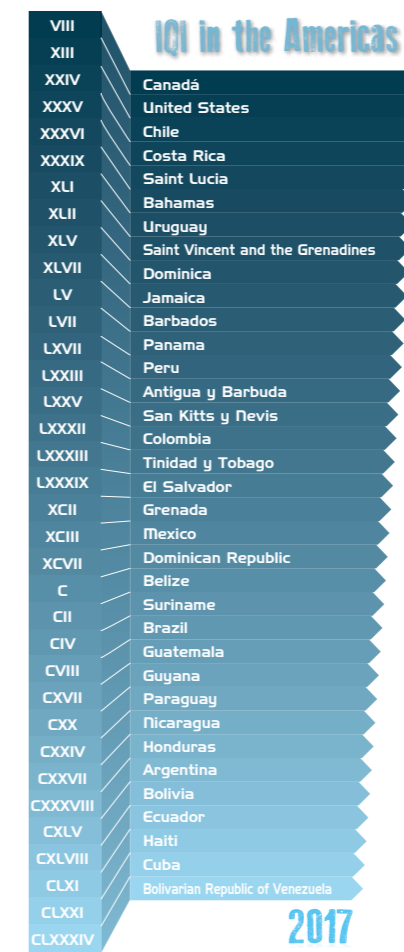 IQI in the Americas
VIII Canadá
XIII United States
XXIV Chile
XXXV Costa Rica
XXXVI Saint Lucia
XXXIX Bahamas
XLI Uruguay
XLII Saint Vincent and the Grenadines
XLV Dominica
XLVII Jamaica
LV Barbados
LVII Panama
LXVII Peru
LXXIII Antigua y Barbuda
LXXV San Kitts y Nevis
LXXXII Colombia
LXXXIII Tinidad y Tobago
LXXXIX El Salvador
XCII Grenada
XCIII Mexico
XCVII Dominican Republic
C Belize
CII Suriname
CIV Brazil
CVIII Guatemala
CXVII Guyana
CXX Paraguay
CXXIV Nicaragua
CXXVII Honduras
CXXXVIII Argentina
CXLV Bolivia
CXLVIII Ecuador
CLXI Haiti
CLXXI Cuba
CLXXXIV Bolivarian Republic of Venezuela
2017